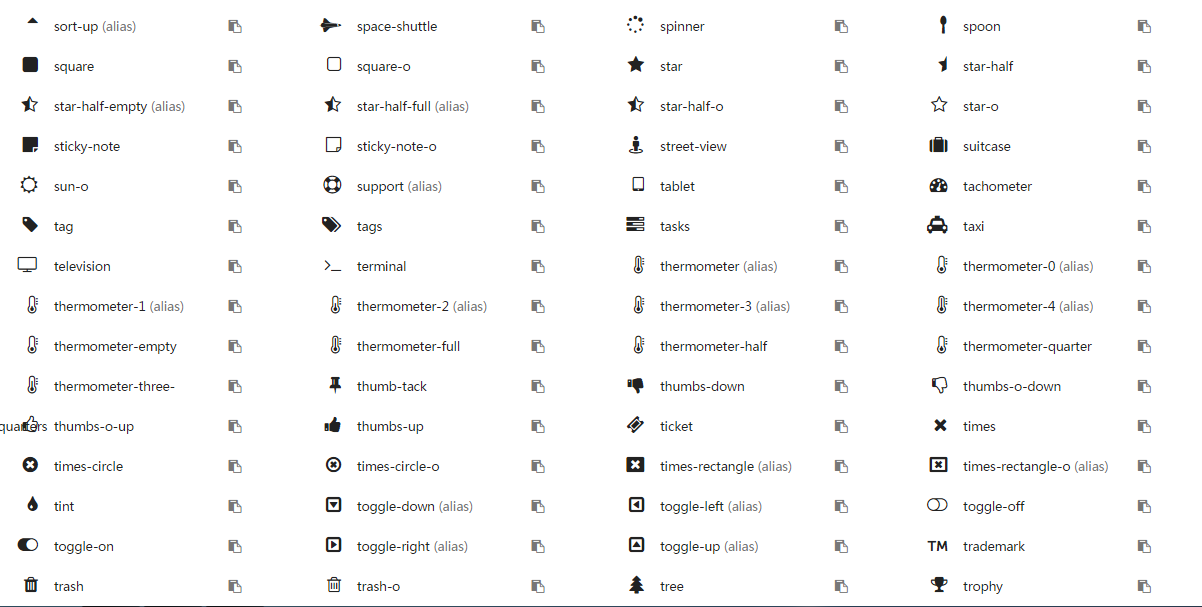 sort-up (alias) space-shuttle spinner spoon
square square-o star star-half
star-half-empty (alias) star-half-full (alias) star-half-o star-o
sticky-note sticky-note-o street-view suitcase
sun-o support (alias) tablet tachometer
tag tags tasks taxi
television terminal thermometer (alias) thermometer-0 (alias)
thermometer-1 (alias) thermometer-2 (alias) thermometer-3 (alias) thermometer-4 (alias)
thermometer-empty thermometer-full thermometer-half thermometer-quarter
thermometer-three- thumb-tack thumbs-down thumbs-o-down
quarters thumbs-o-up thumbs-up ticket times
times-circle times-circle-o times-rectangle (alias) times-rectangle-o (alias)
tint toggle-down (alias) toggle-left (alias) toggle-off
toggle-on toggle-right (alias) toggle-up (alias) TM trademark
trash trash-o tree trophy